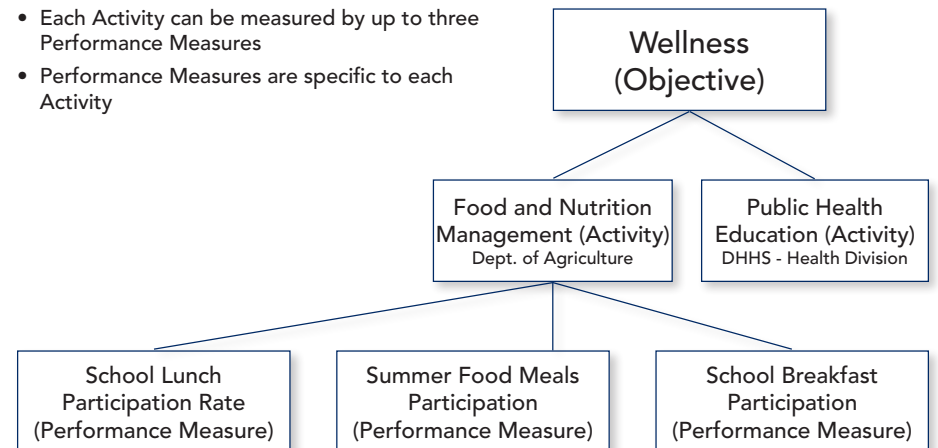 • Each Activity can be measured by up to three
Performance Measures
• Performance Measures are specific to each
Activity
Wellness
(Objective)
Food and Nutrition
Management (Activity)
Dept. of Agriculture
Public Health
Education (Activity)
DHHS - Health Division
School Lunch
Participation Rate
(Performance Measure)
Summer Food Meals
Participation
(Performance Measure)
School Breakfast
Participation
(Performance Measure)